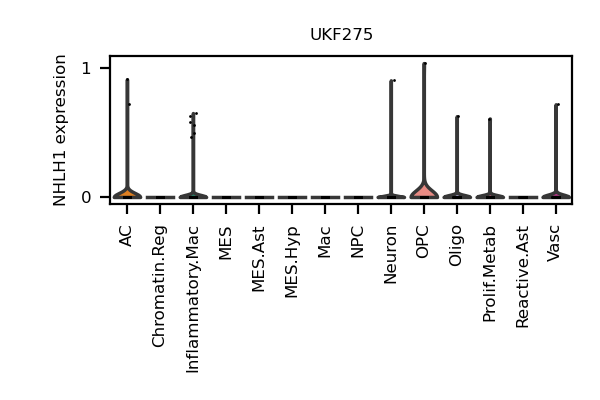 UKF275
NHLH1 expression
1
0
AC
Chromatin.Reg
Inflammatory.Mac
MES
MES.Ast
MES.Hyp
Mac
NPC
Neuron
OPC
Oligo
Prolif.Metab
Reactive.Ast
Vasc